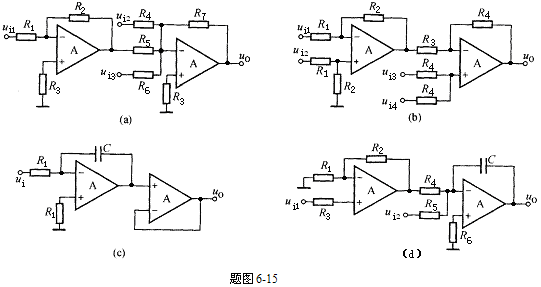 R2 ui2 R4 R7
ui1 R1
A R5 A uO
ui3 R6
R3 R3
(a)
R2 R4
ui1 R1
ui2 A R3 A uO
R1 ui3 R4
R2 R4
ui4
(b)
C
R1
ui A A uO
R1
(c)
R2 C
R1
A R4 A uO
ui1 R3 ui2 R5
R6
(d)
题图6-15